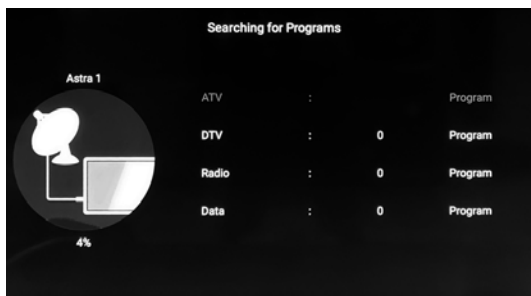 Searching for Programs
Astra 1
ATV : Program
DTV : 0 Program
Radio : 0 Program
Data : 0 Program
4%